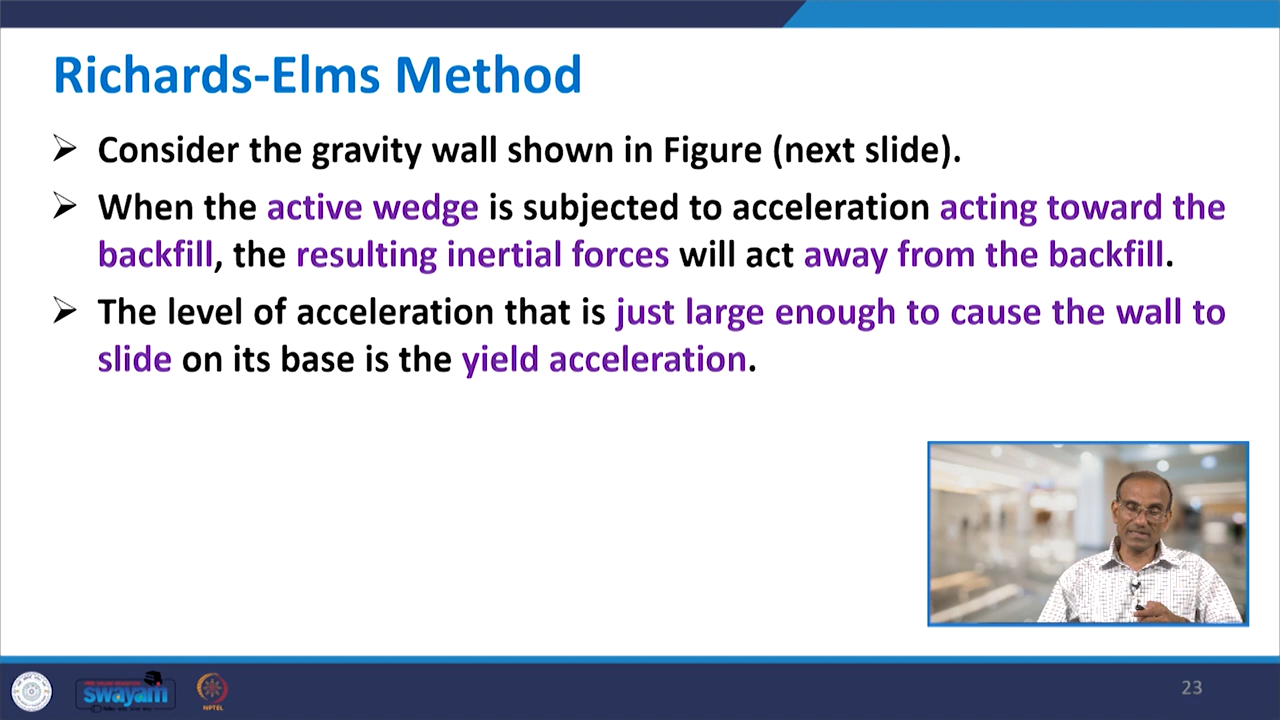 Richards-Elms Method
➢ Consider the gravity wall shown in Figure (next slide).
➢ When the active wedge is subjected to acceleration acting toward the
backfill, the resulting inertial forces will act away from the backfill.
➢ The level of acceleration that is just large enough to cause the wall to
slide on its base is the yield acceleration.
swayam
NPTEL
23